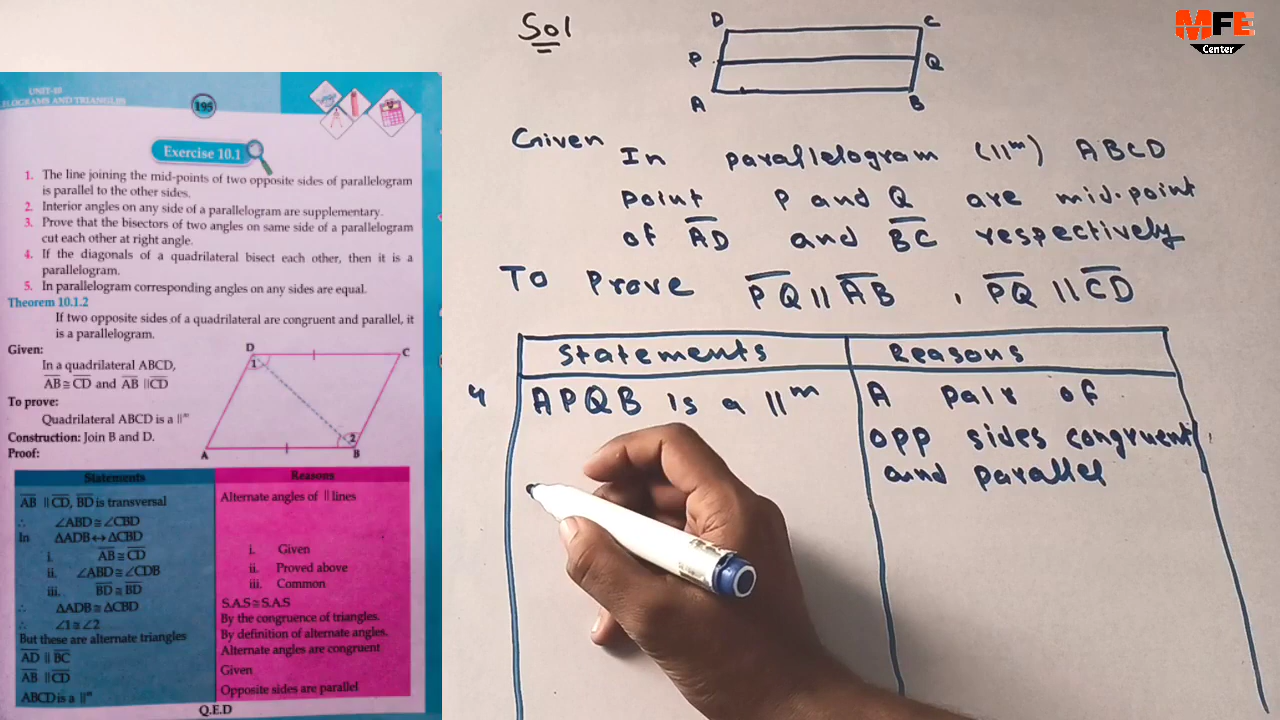 UNIT-10
195
Exercise 10.1
1. The line joining the mid-points of two opposite sides of parallelogram
is parallel to the other sides.
2. Interior angles on any side of a parallelogram are supplementary.
3. Prove that the bisectors of two angles on same side of a parallelogram
cut each other at right angle.
4. If the diagonals of a quadrilateral bisect each other, then it is a
parallelogram.
5. In parallelogram corresponding angles on any sides are equal.
Theorem 10.1.2
If two opposite sides of a quadrilateral are congruent and parallel, it
is a parallelogram.
Given:
In a quadrilateral ABCD,
AB ≅ CD and AB ∥ CD
To prove:
Quadrilateral ABCD is a ∥ᵐ
Construction: Join B and D.
Proof:
D C
1
2
A B
Statements Reasons
AB ∥ CD, BD is transversal Alternate angles of ∥ lines
∴ ∠ABD ≅ ∠CBD
In ΔADB ↔ ΔCBD
i. AB ≅ CD i. Given
ii. ∠ABD ≅ ∠CDB ii. Proved above
iii. BD ≅ BD iii. Common
∴ ΔADB ≅ ΔCBD S.A.S ≅ S.A.S
∴ ∠1 ≅ ∠2 By the congruence of triangles.
But these are alternate triangles By definition of alternate angles.
AD ∥ BC Alternate angles are congruent
AB ∥ CD Given
ABCD is a ∥ᵐ Opposite sides are parallel
Q.E.D
MFE
Center
Sol
D C
P Q
A B
Given In parallelogram (∥ᵐ) ABCD
point P and Q are mid-point
of AD and BC respectively
To Prove PQ ∥ AB , PQ ∥ CD
Statements Reasons
APQB is a ∥ᵐ A pair of
opp sides congruent
and parallel